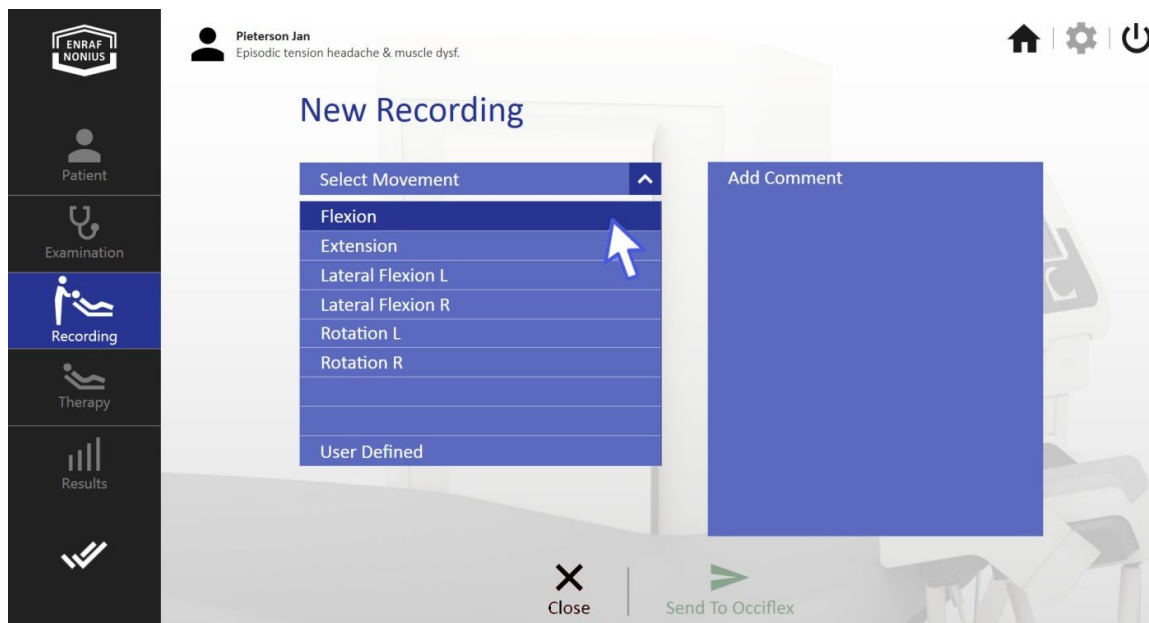 ENRAF
NONIUS
Pieterson Jan
Episodic tension headache & muscle dysf.
New Recording
Patient
Examination
Recording
Therapy
Results
Select Movement
Flexion
Extension
Lateral Flexion L
Lateral Flexion R
Rotation L
Rotation R
User Defined
Add Comment
Close
Send To Occiflex